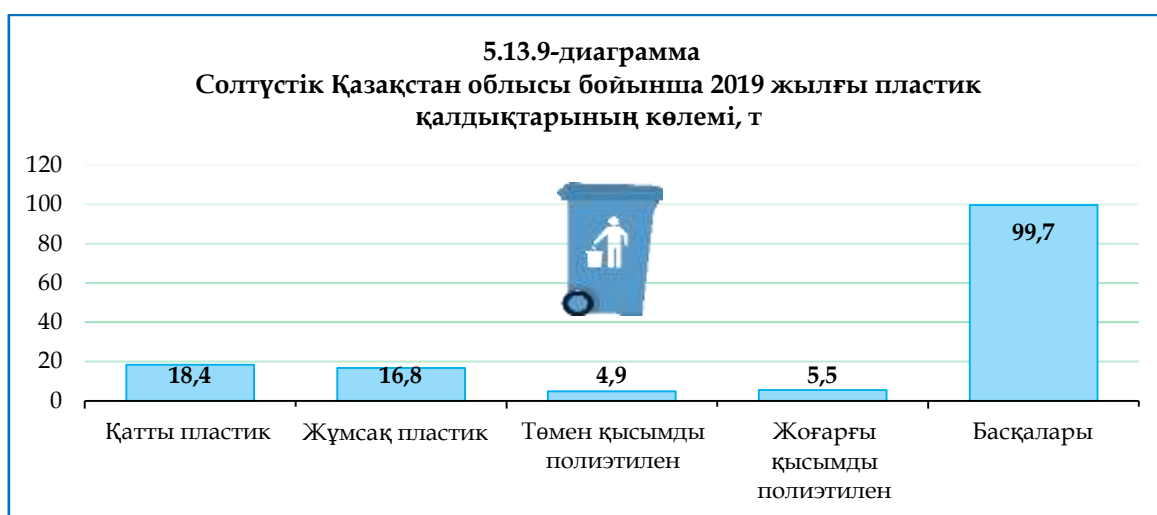 5.13.9-диаграмма
Солтүстік Қазақстан облысы бойынша 2019 жылғы пластик
қалдықтарының көлемі, т
120
100
80
60
40
20
0
18,4
16,8
4,9
5,5
99,7
Қатты пластик
Жұмсақ пластик
Төмен қысымды
полиэтилен
Жоғарғы
қысымды
полиэтилен
Басқалары